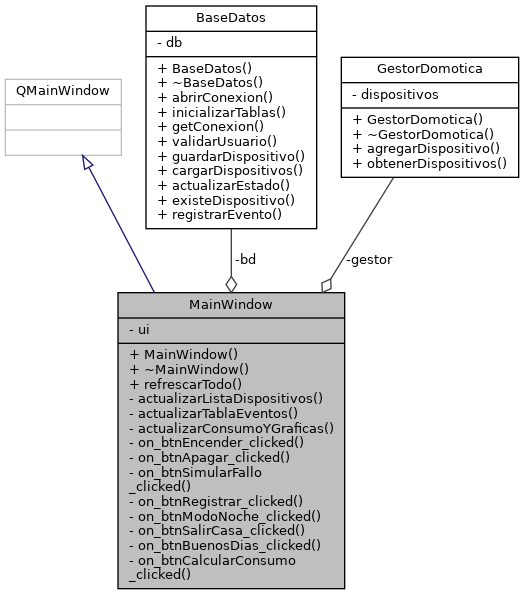 BaseDatos
- db
+ BaseDatos()
+ ~BaseDatos()
+ abrirConexion()
+ inicializarTablas()
+ getConexion()
+ validarUsuario()
+ guardarDispositivo()
+ cargarDispositivos()
+ actualizarEstado()
+ existeDispositivo()
+ registrarEvento()
GestorDomotica
- dispositivos
+ GestorDomotica()
+ ~GestorDomotica()
+ agregarDispositivo()
+ obtenerDispositivos()
QMainWindow
-bd
-gestor
MainWindow
- ui
+ MainWindow()
+ ~MainWindow()
+ refrescarTodo()
- actualizarListaDispositivos()
- actualizarTablaEventos()
- actualizarConsumoYGraficas()
- on_btnEncender_clicked()
- on_btnApagar_clicked()
- on_btnSimularFallo
_clicked()
- on_btnRegistrar_clicked()
- on_btnModoNoche_clicked()
- on_btnSalirCasa_clicked()
- on_btnBuenosDias_clicked()
- on_btnCalcularConsumo
_clicked()